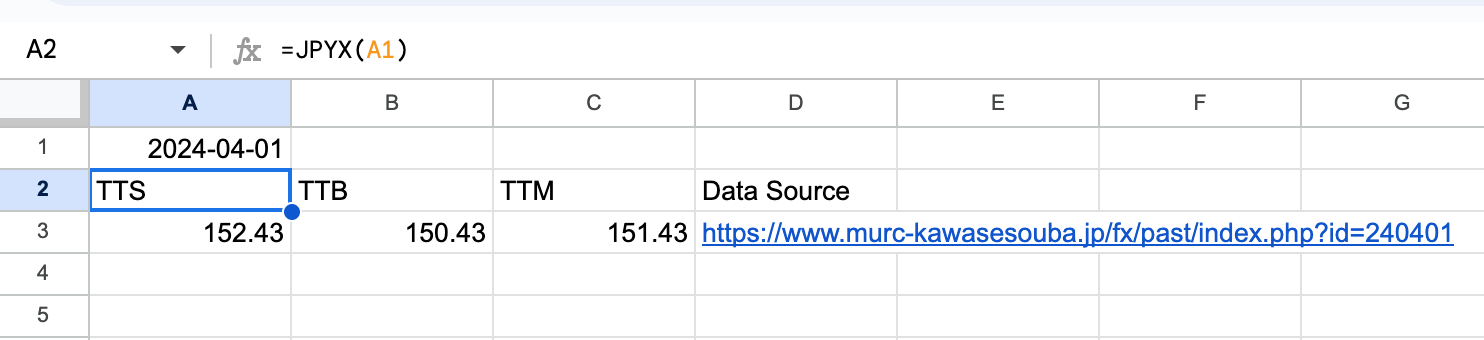 A2 fx =JPYX(A1)
A B C D E F G
1 2024-04-01
2 TTS TTB TTM Data Source
3 152.43 150.43 151.43 https://www.murc-kawasesouba.jp/fx/past/index.php?id=240401
4
5